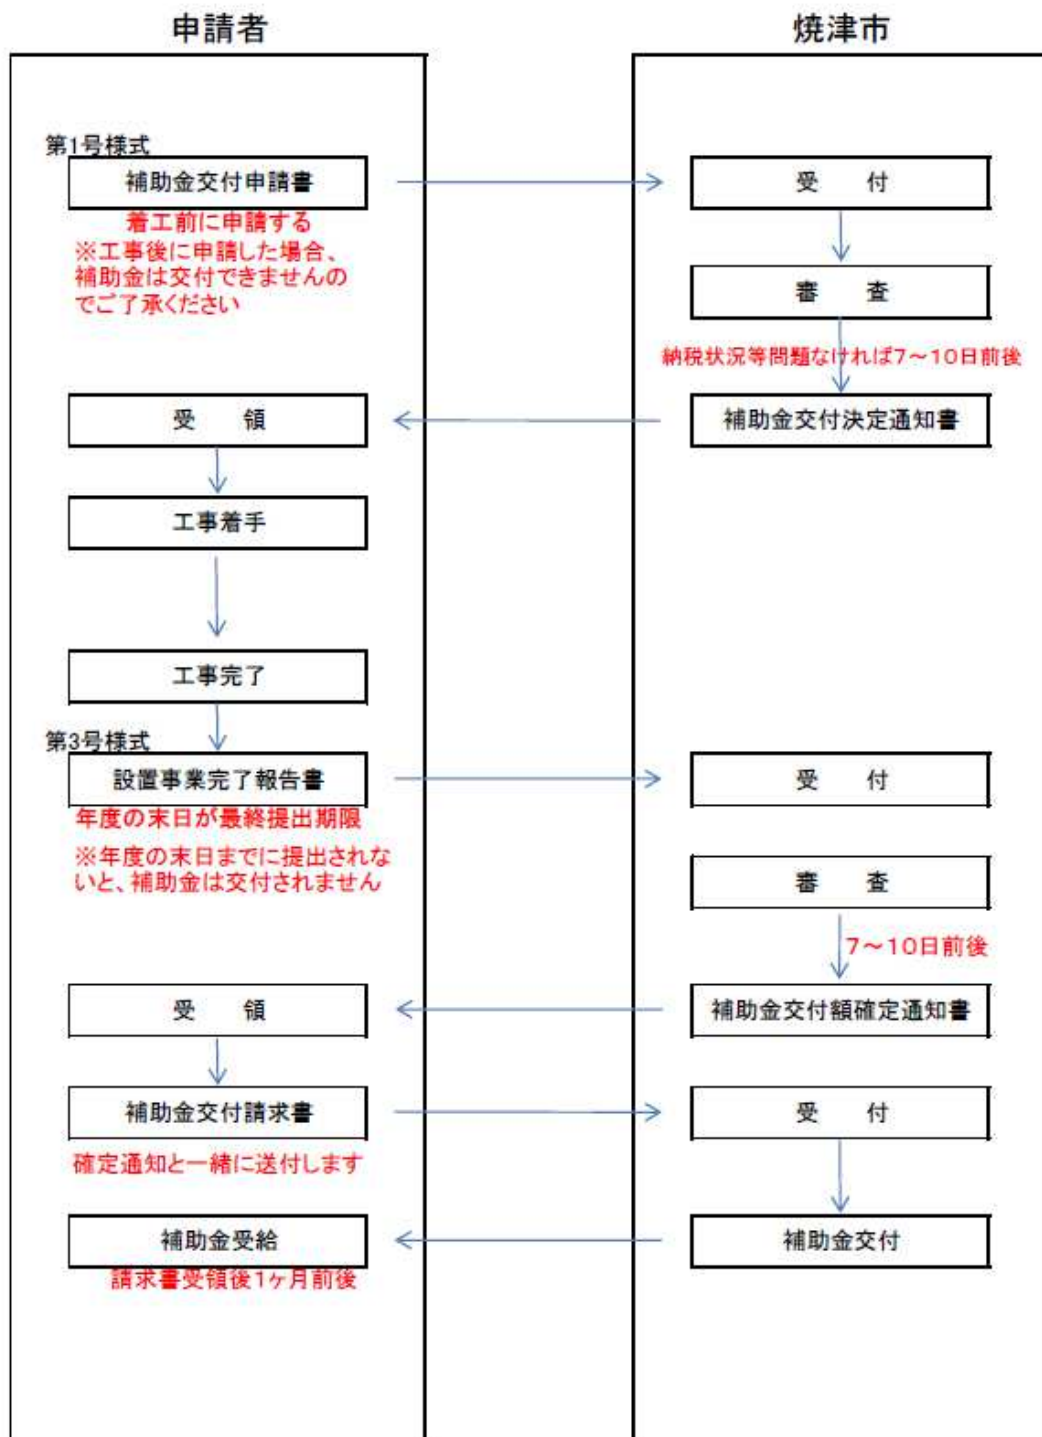 申請者
焼津市
第1号様式
補助金交付申請書
受　　付
着工前に申請する
※工事後に申請した場合、
補助金は交付できませんの
でご了承ください
審　　査
納税状況等問題なければ7～10日前後
受　　領
補助金交付決定通知書
工事着手
工事完了
第3号様式
設置事業完了報告書
受　　付
年度の末日が最終提出期限
※年度の末日までに提出されな
いと、補助金は交付されません
審　　査
7～10日前後
受　　領
補助金交付額確定通知書
補助金交付請求書
受　　付
確定通知と一緒に送付します
補助金受給
補助金交付
請求書受領後1ヶ月前後